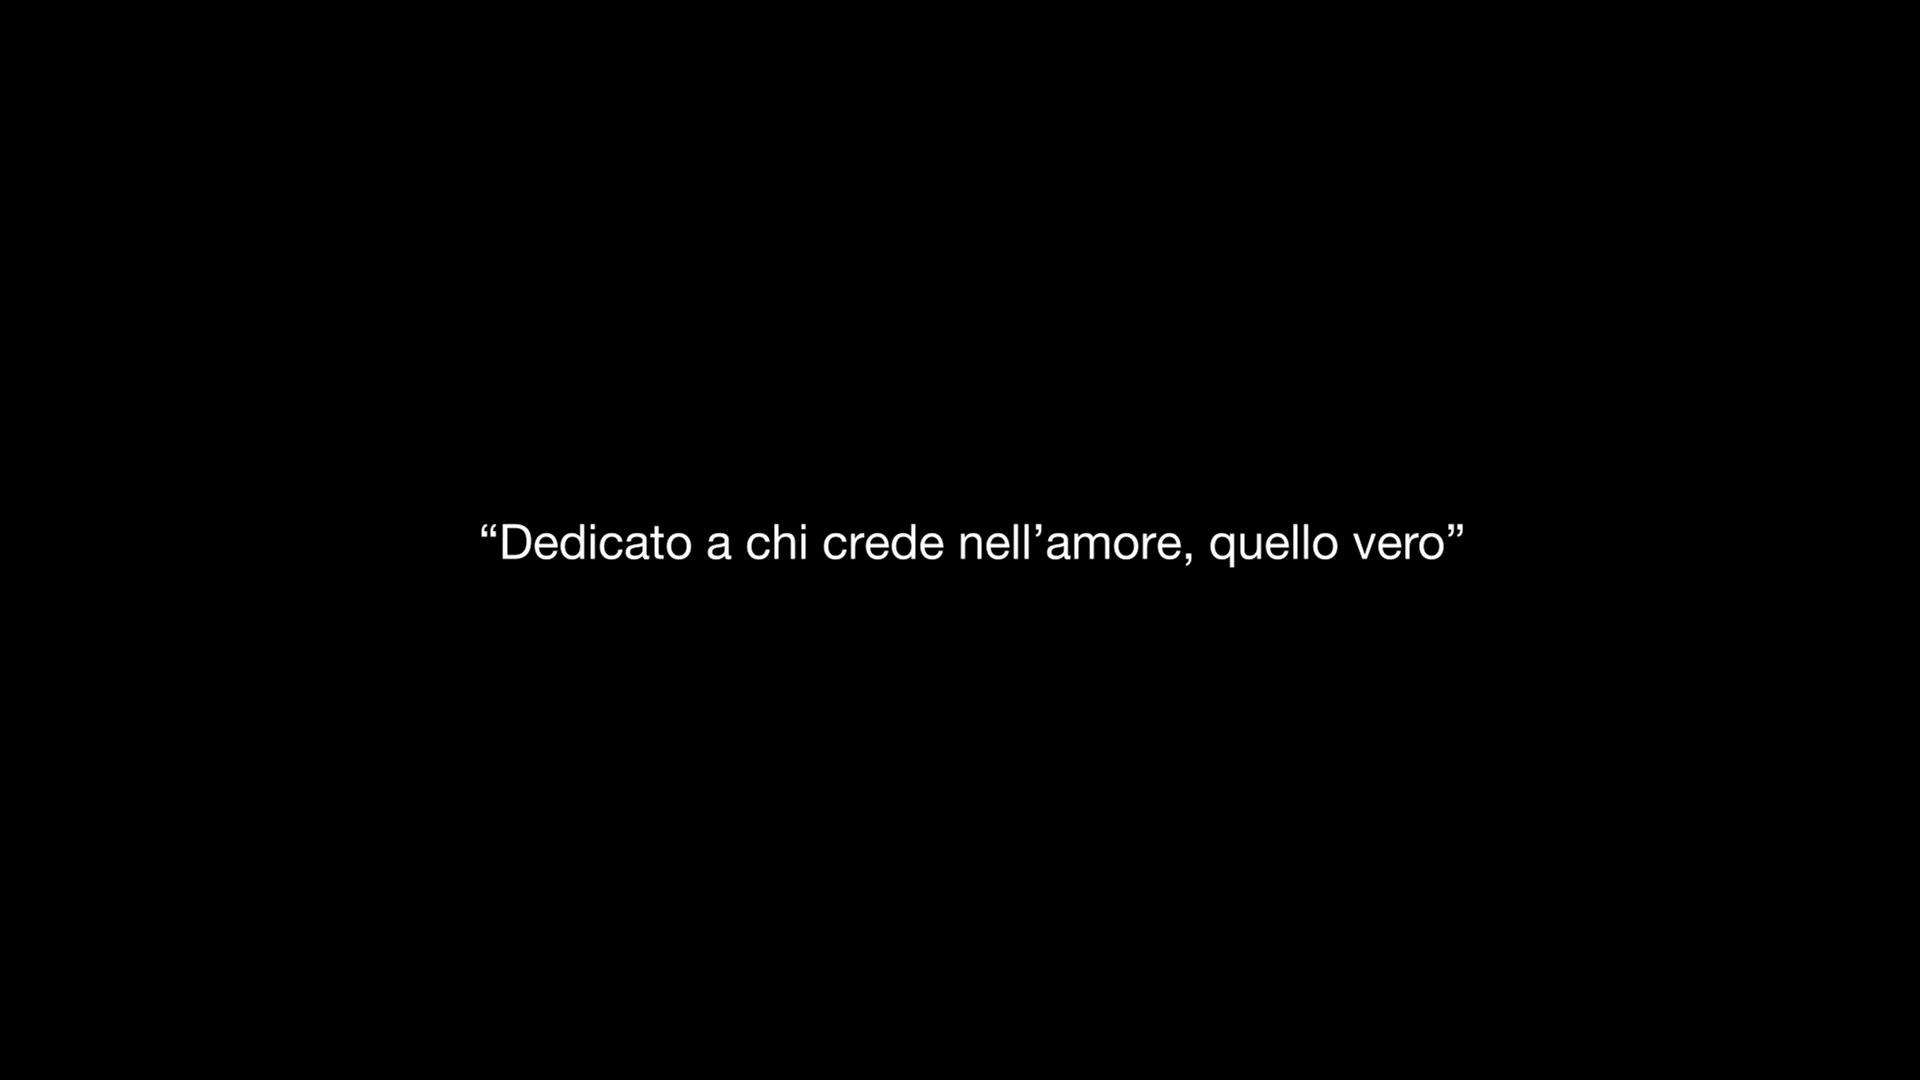 “Dedicato a chi crede nell’amore, quello vero”